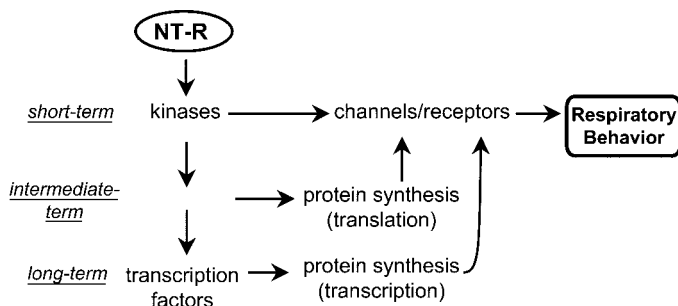 NT-R
short-term kinases channels/receptors Respiratory
Behavior
intermediate-
term
protein synthesis
(translation)
long-term transcription
factors
protein synthesis
(transcription)